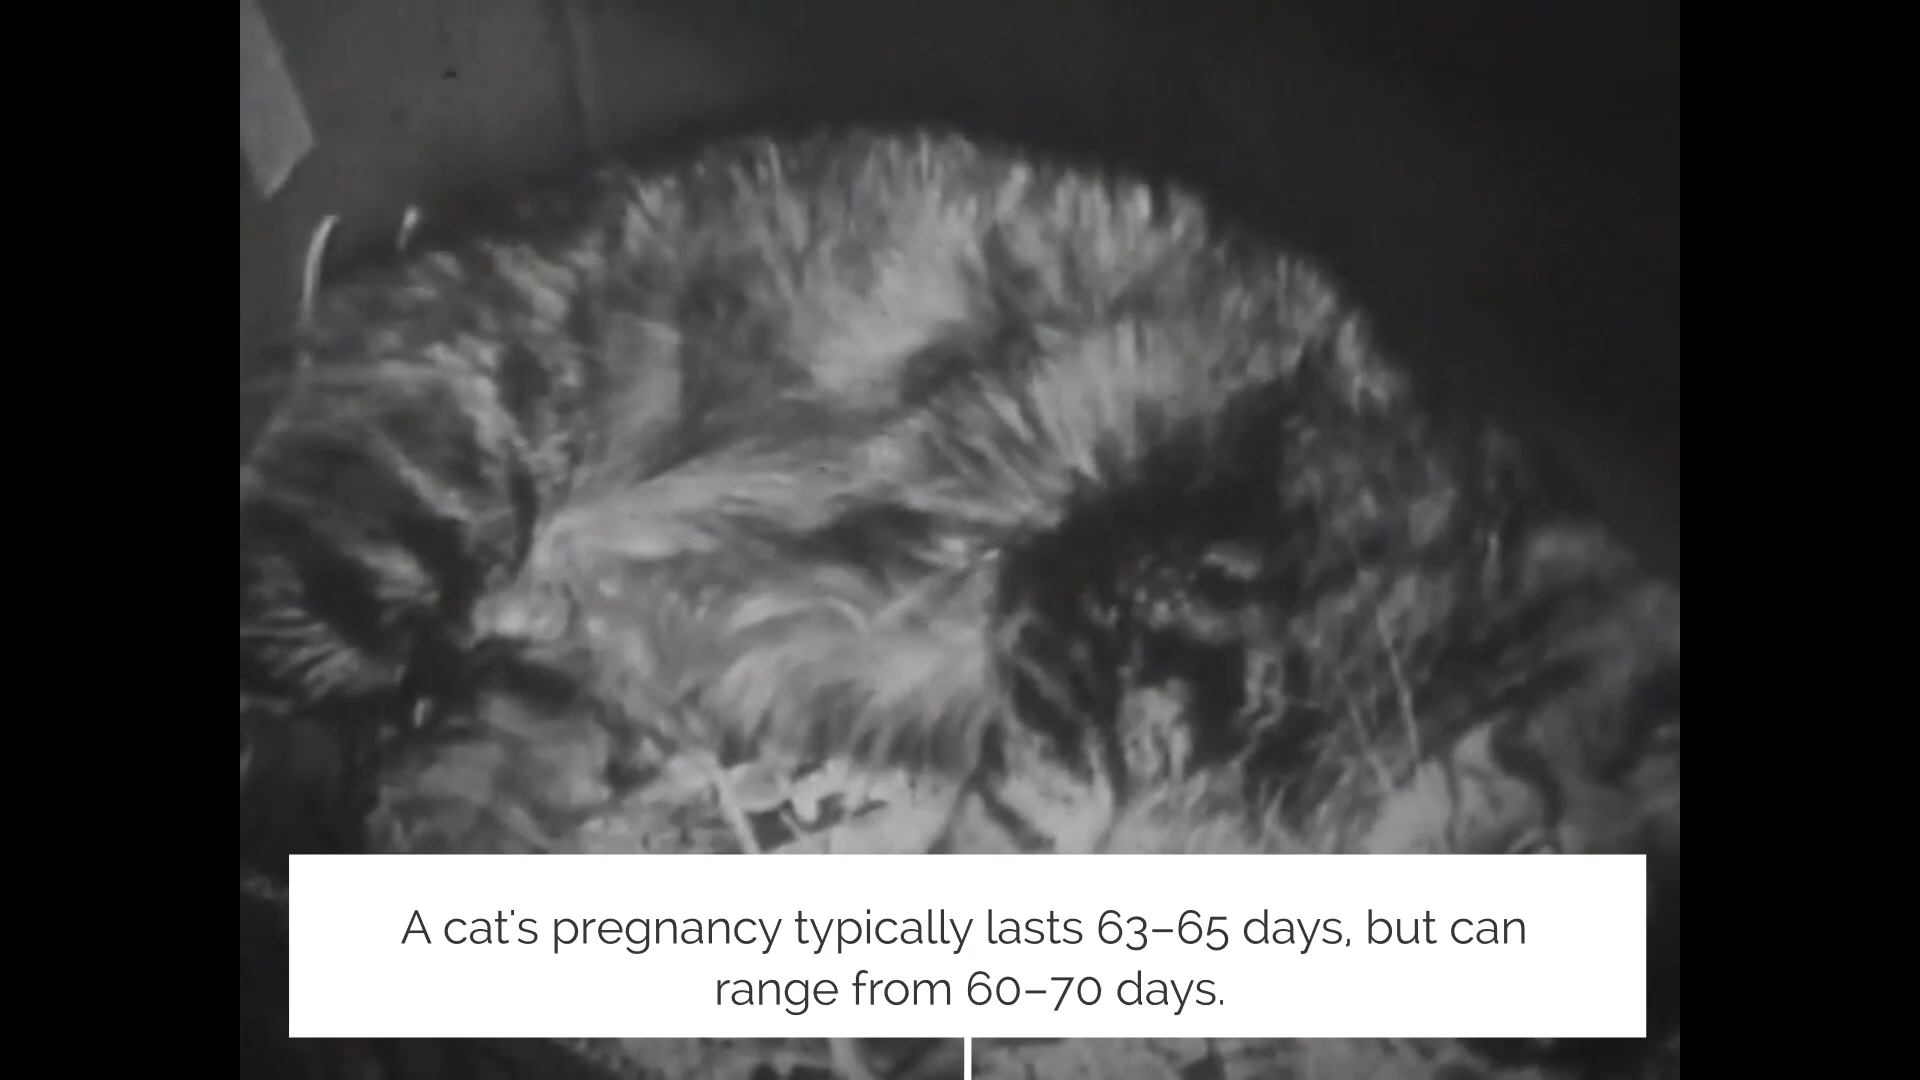 A cat's pregnancy typically lasts 63–65 days, but can
range from 60–70 days.